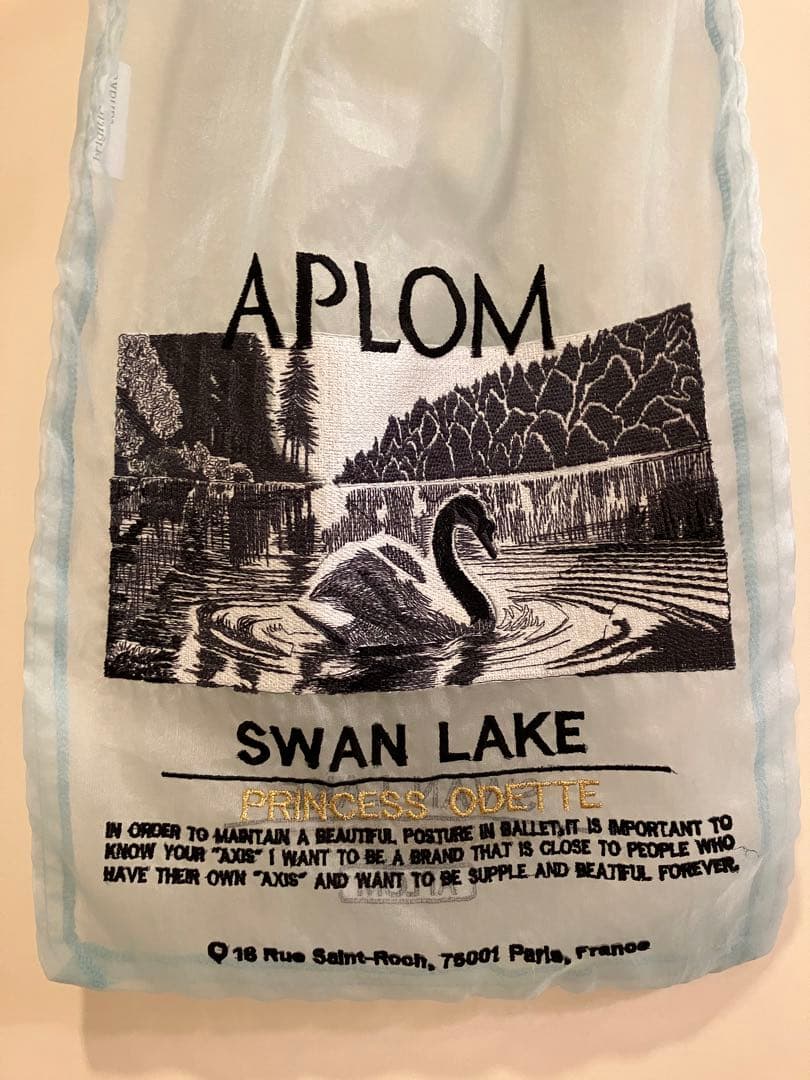 APLOM
SWAN LAKE
PRINCESS ODETTE
IN ORDER TO MAINTAIN A BEAUTIFUL POSTURE IN BALLET,IT IS IMPORTANT TO
KNOW YOUR "AXIS" I WANT TO BE A BRAND THAT IS CLOSE TO PEOPLE WHO
HAVE THEIR OWN "AXIS" AND WANT TO BE SUPPLE AND BEATIFUL FOREVER.
18 Rue Saint-Roch, 75001 Paris, France